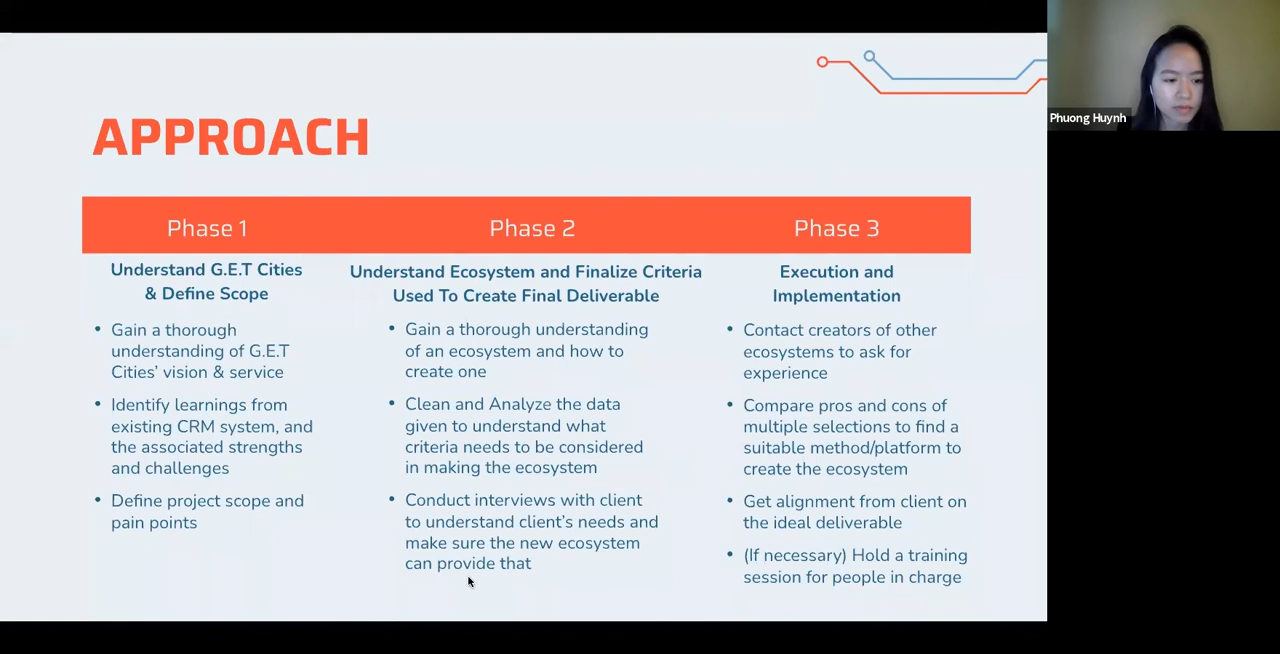 APPROACH
Phase 1
Understand G.E.T Cities
& Define Scope
• Gain a thorough
understanding of G.E.T
Cities’ vision & service
• Identify learnings from
existing CRM system, and
the associated strengths
and challenges
• Define project scope and
pain points
Phase 2
Understand Ecosystem and Finalize Criteria
Used To Create Final Deliverable
• Gain a thorough understanding
of an ecosystem and how to
create one
• Clean and Analyze the data
given to understand what
criteria needs to be considered
in making the ecosystem
• Conduct interviews with client
to understand client’s needs and
make sure the new ecosystem
can provide that
Phase 3
Execution and
Implementation
• Contact creators of other
ecosystems to ask for
experience
• Compare pros and cons of
multiple selections to find a
suitable method/platform to
create the ecosystem
• Get alignment from client on
the ideal deliverable
• (If necessary) Hold a training
session for people in charge
Phuong Huynh